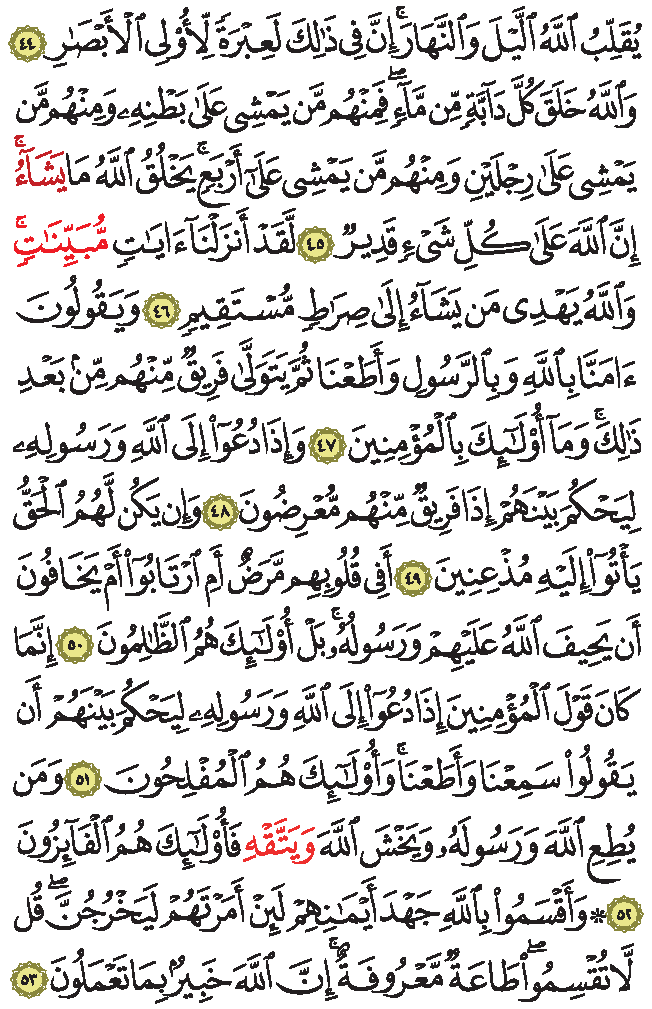 يُقَلِّبُ ٱللَّهُ ٱلَّيْلَ وَٱلنَّهَارَۚ إِنَّ فِى ذَٰلِكَ لَعِبْرَةً لِّأُوْلِى ٱلْأَبْصَٰرِ ٤٤
وَٱللَّهُ خَلَقَ كُلَّ دَآبَّةٍ مِّن مَّآءٍۖ فَمِنْهُم مَّن يَمْشِى عَلَىٰ بَطْنِهِۦ وَمِنْهُم مَّن
يَمْشِى عَلَىٰ رِجْلَيْنِ وَمِنْهُم مَّن يَمْشِى عَلَىٰٓ أَرْبَعٍۚ يَخْلُقُ ٱللَّهُ مَا يَشَآءُۚ
إِنَّ ٱللَّهَ عَلَىٰ كُلِّ شَىْءٍ قَدِيرٌ ٤٥ لَّقَدْ أَنزَلْنَآ ءَايَٰتٍ مُّبَيِّنَٰتٍۚ
وَٱللَّهُ يَهْدِى مَن يَشَآءُ إِلَىٰ صِرَٰطٍ مُّسْتَقِيمٍ ٤٦ وَيَقُولُونَ
ءَامَنَّا بِٱللَّهِ وَبِٱلرَّسُولِ وَأَطَعْنَا ثُمَّ يَتَوَلَّىٰ فَرِيقٌ مِّنْهُم مِّنۢ بَعْدِ
ذَٰلِكَۚ وَمَآ أُوْلَٰٓئِكَ بِٱلْمُؤْمِنِينَ ٤٧ وَإِذَا دُعُوٓا۟ إِلَى ٱللَّهِ وَرَسُولِهِۦ
لِيَحْكُمَ بَيْنَهُمْ إِذَا فَرِيقٌ مِّنْهُم مُّعْرِضُونَ ٤٨ وَإِن يَكُن لَّهُمُ ٱلْحَقُّ
يَأْتُوٓا۟ إِلَيْهِ مُذْعِنِينَ ٤٩ أَفِى قُلُوبِهِم مَّرَضٌ أَمِ ٱرْتَابُوٓا۟ أَمْ يَخَافُونَ
أَن يَحِيفَ ٱللَّهُ عَلَيْهِمْ وَرَسُولُهُۥۚ بَلْ أُوْلَٰٓئِكَ هُمُ ٱلظَّٰلِمُونَ ٥٠ إِنَّمَا
كَانَ قَوْلَ ٱلْمُؤْمِنِينَ إِذَا دُعُوٓا۟ إِلَى ٱللَّهِ وَرَسُولِهِۦ لِيَحْكُمَ بَيْنَهُمْ أَن
يَقُولُوا۟ سَمِعْنَا وَأَطَعْنَاۚ وَأُوْلَٰٓئِكَ هُمُ ٱلْمُفْلِحُونَ ٥١ وَمَن
يُطِعِ ٱللَّهَ وَرَسُولَهُۥ وَيَخْشَ ٱللَّهَ وَيَتَّقْهِ فَأُوْلَٰٓئِكَ هُمُ ٱلْفَآئِزُونَ
٥٢ * وَأَقْسَمُوا۟ بِٱللَّهِ جَهْدَ أَيْمَٰنِهِمْ لَئِنْ أَمَرْتَهُمْ لَيَخْرُجُنَّۖ قُل
لَّا تُقْسِمُوا۟ۖ طَاعَةٌ مَّعْرُوفَةٌۚ إِنَّ ٱللَّهَ خَبِيرٌۢ بِمَا تَعْمَلُونَ ٥٣